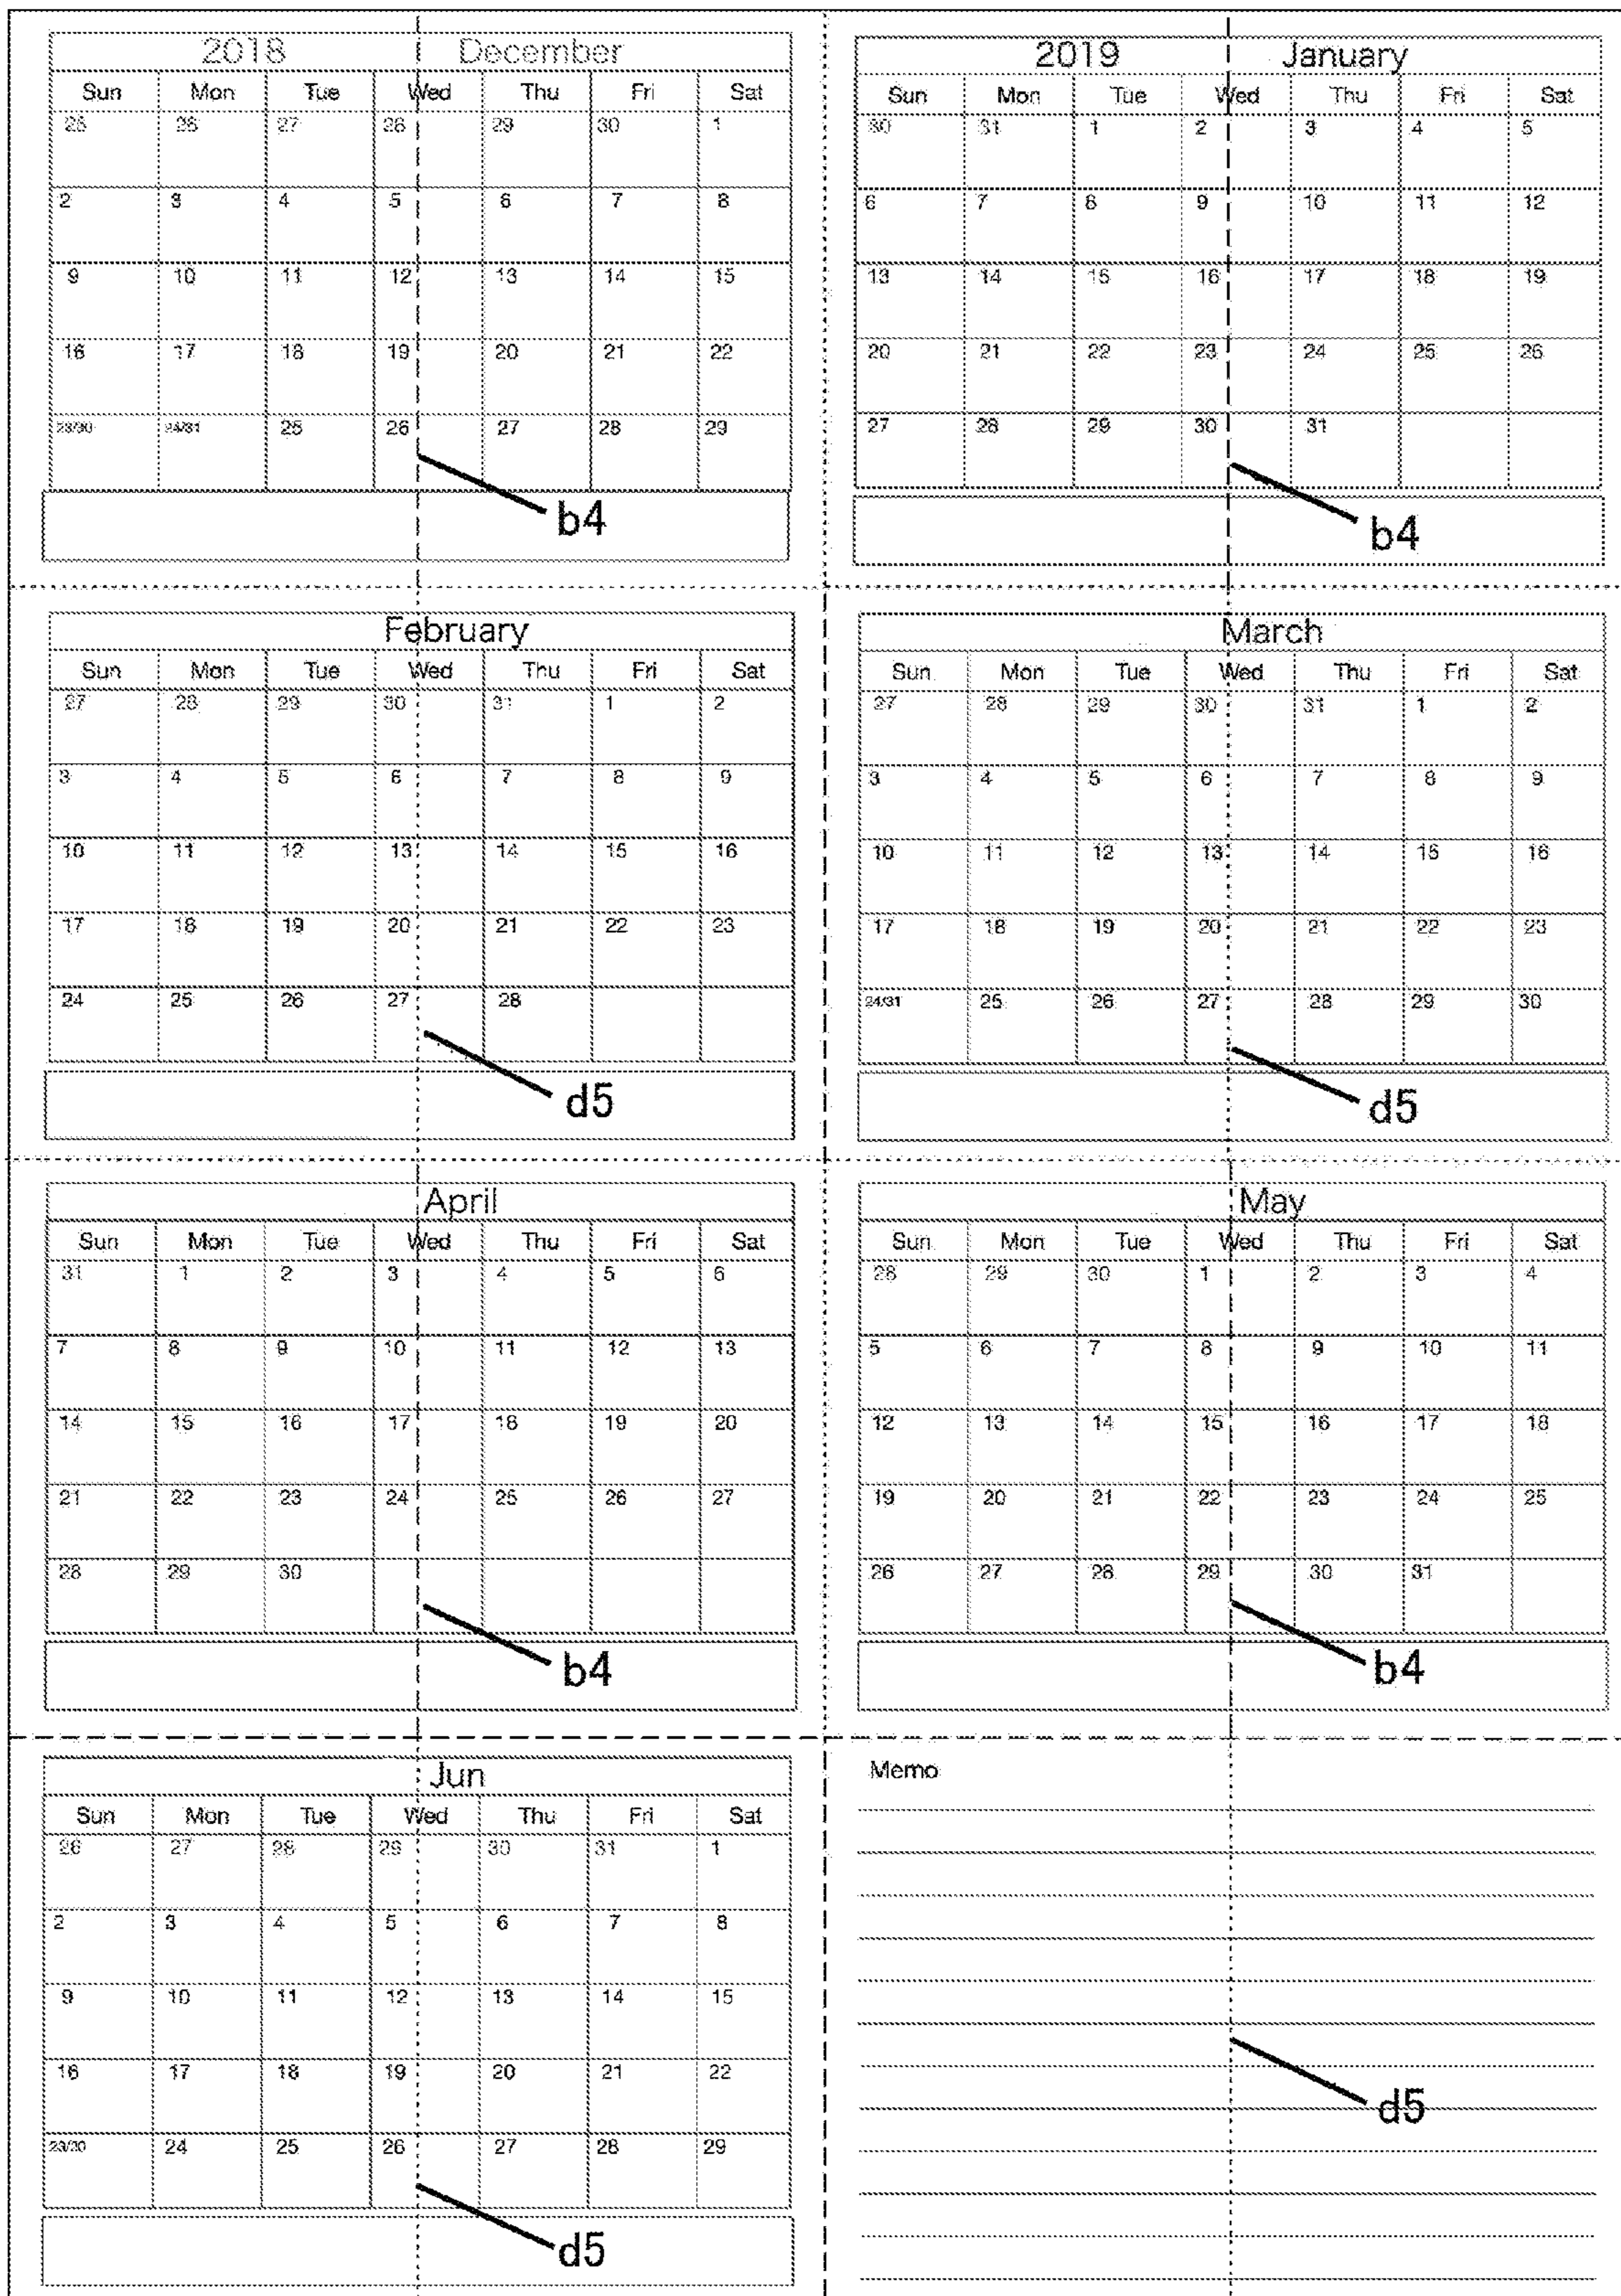 2018 December
Sun Mon Tue Wed Thu Fri Sat
25 26 27 28 29 30 1
2 3 4 5 6 7 8
9 10 11 12 13 14 15
16 17 18 19 20 21 22
23/30 24/31 25 26 27 28 29
b4
2019 January
Sun Mon Tue Wed Thu Fri Sat
30 31 1 2 3 4 5
6 7 8 9 10 11 12
13 14 15 16 17 18 19
20 21 22 23 24 25 26
27 28 29 30 31
b4
February
Sun Mon Tue Wed Thu Fri Sat
27 28 29 30 31 1 2
3 4 5 6 7 8 9
10 11 12 13 14 15 16
17 18 19 20 21 22 23
24 25 26 27 28
d5
March
Sun Mon Tue Wed Thu Fri Sat
27 28 29 30 31 1 2
3 4 5 6 7 8 9
10 11 12 13 14 15 16
17 18 19 20 21 22 23
24/31 25 26 27 28 29 30
d5
April
Sun Mon Tue Wed Thu Fri Sat
31 1 2 3 4 5 6
7 8 9 10 11 12 13
14 15 16 17 18 19 20
21 22 23 24 25 26 27
28 29 30
b4
May
Sun Mon Tue Wed Thu Fri Sat
28 29 30 1 2 3 4
5 6 7 8 9 10 11
12 13 14 15 16 17 18
19 20 21 22 23 24 25
26 27 28 29 30 31
b4
Jun
Sun Mon Tue Wed Thu Fri Sat
26 27 28 29 30 31 1
2 3 4 5 6 7 8
9 10 11 12 13 14 15
16 17 18 19 20 21 22
23/30 24 25 26 27 28 29
d5
Memo
d5